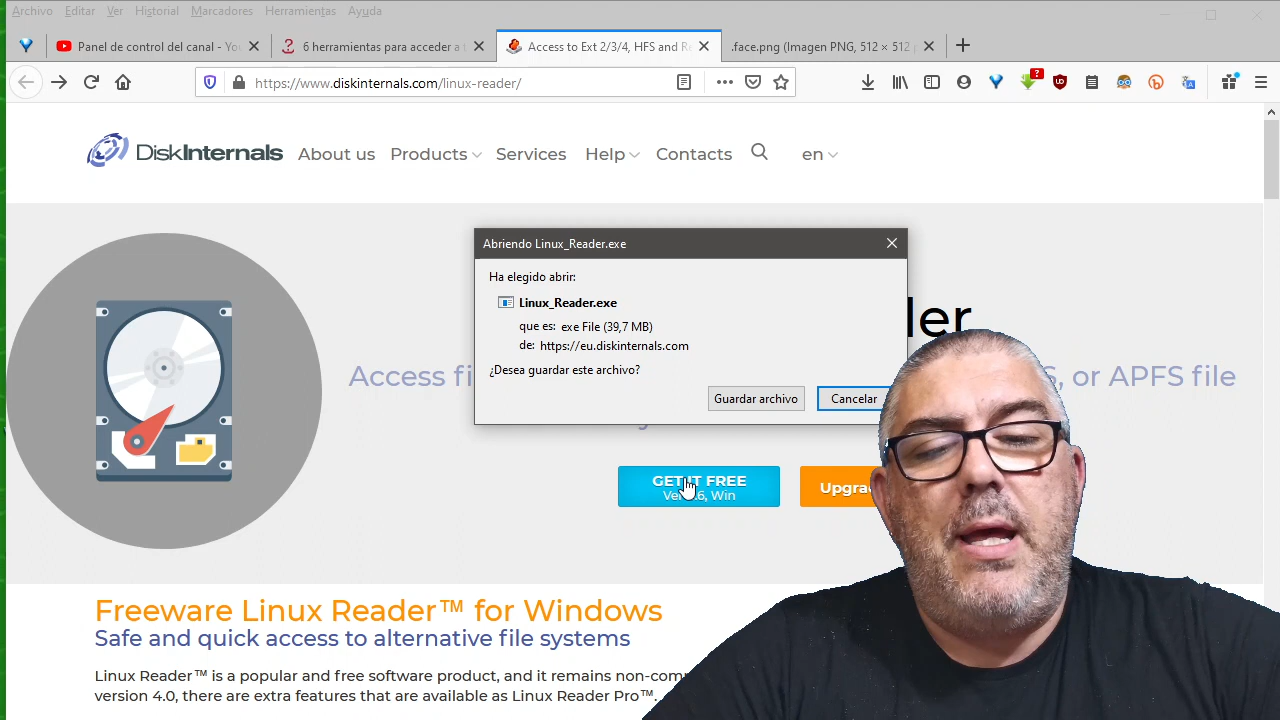 Archivo Editar Ver Historial Marcadores Herramientas Ayuda
Panel de control del canal - You
6 herramientas para acceder a
Access to Ext 2/3/4, HFS and Re
.face.png (Imagen PNG, 512 × 512
https://www.diskinternals.com/linux-reader/
DiskInternals About us Products Services Help Contacts en
Abriendo Linux_Reader.exe
Ha elegido abrir:
Linux_Reader.exe
que es: exe File (39,7 MB)
de: https://eu.diskinternals.com
¿Desea guardar este archivo?
Guardar archivo Cancelar
der
Access fi , or APFS file
GET IT FREE
Win
Upgra
Freeware Linux Reader™ for Windows
Safe and quick access to alternative file systems
Linux Reader™ is a popular and free software product, and it remains non-com
version 4.0, there are extra features that are available as Linux Reader Pro™.